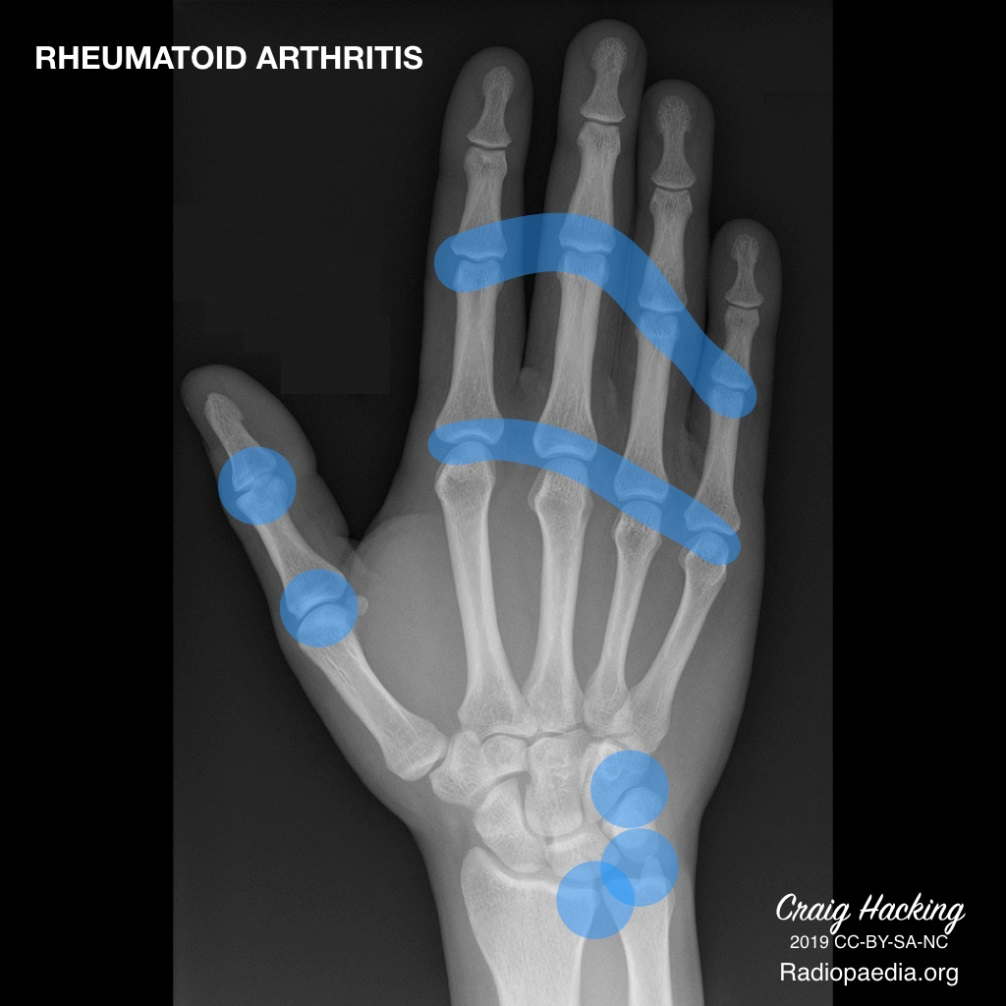 RHEUMATOID ARTHRITIS
Craig Hacking
2019 CC-BY-SA-NC
Radiopaedia.org